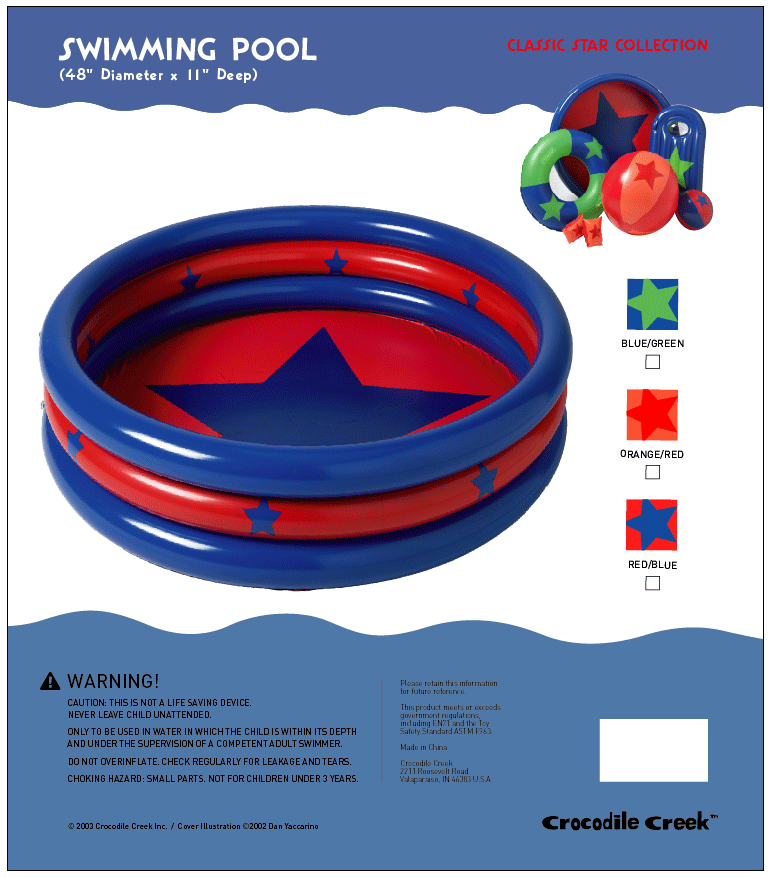 SWIMMING POOL
(48" Diameter x 11" Deep)
CLASSIC STAR COLLECTION
BLUE/GREEN
ORANGE/RED
RED/BLUE
WARNING!
CAUTION: THIS IS NOT A LIFE SAVING DEVICE.
NEVER LEAVE CHILD UNATTENDED.
ONLY TO BE USED IN WATER IN WHICH THE CHILD IS WITHIN ITS DEPTH
AND UNDER THE SUPERVISION OF A COMPETENT ADULT SWIMMER.
DO NOT OVERINFLATE. CHECK REGULARLY FOR LEAKAGE AND TEARS.
CHOKING HAZARD: SMALL PARTS. NOT FOR CHILDREN UNDER 3 YEARS.
Please retain this information
for future reference.
This product meets or exceeds
government regulations,
including EN71 and the Toy
Safety Standard ASTM F963.
Made in China
Crocodile Creek
2211 Roosevelt Road
Valaparaiso, IN 46383 U.S.A.
© 2003 Crocodile Creek Inc. / Cover Illustration ©2002 Dan Yaccarino
Crocodile Creek™